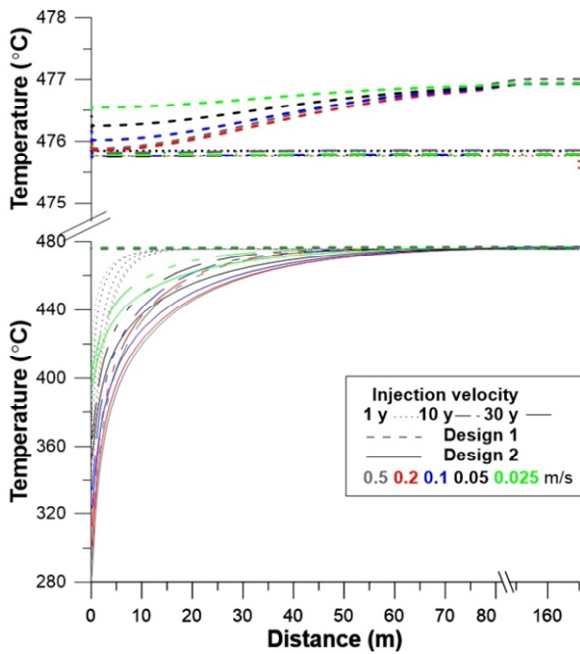 478
477
476
475
Temperature (°C)
480
440
400
360
320
280
Temperature (°C)
Injection velocity
1 y 10 y 30 y
Design 1
Design 2
0.5 0.2 0.1 0.05 0.025 m/s
0 10 20 30 40 50 60 70 80 160
Distance (m)